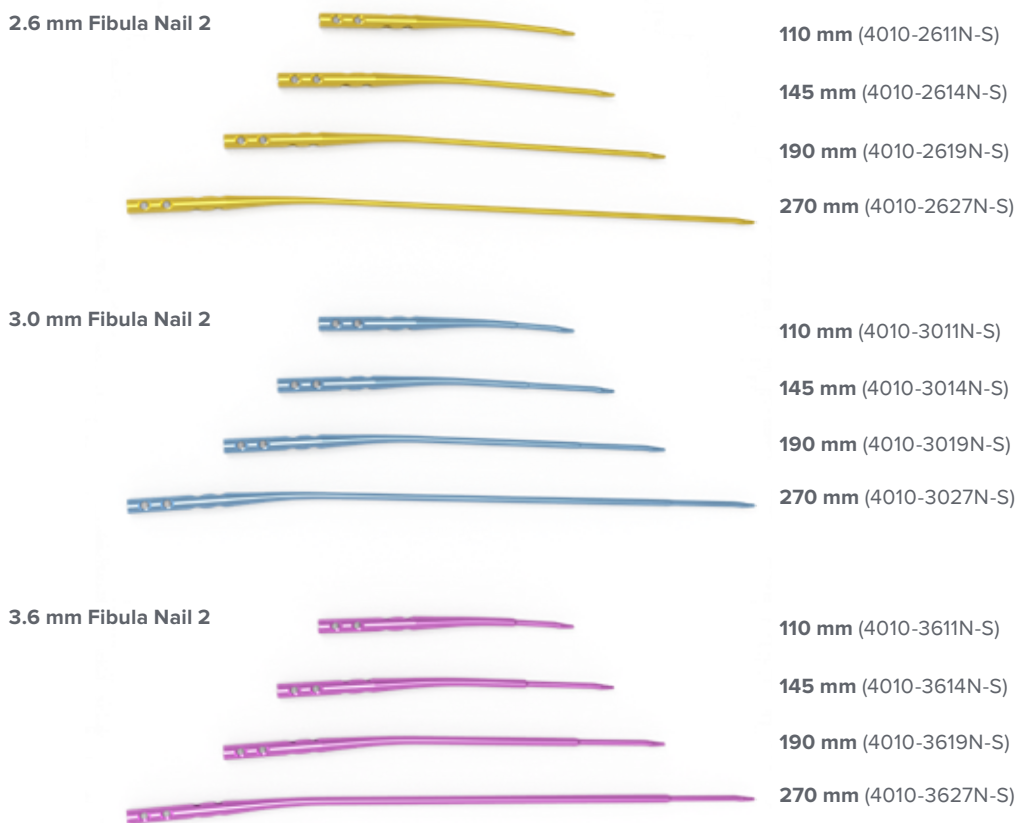 2.6 mm Fibula Nail 2
110 mm (4010-2611N-S)
145 mm (4010-2614N-S)
190 mm (4010-2619N-S)
270 mm (4010-2627N-S)
3.0 mm Fibula Nail 2
110 mm (4010-3011N-S)
145 mm (4010-3014N-S)
190 mm (4010-3019N-S)
270 mm (4010-3027N-S)
3.6 mm Fibula Nail 2
110 mm (4010-3611N-S)
145 mm (4010-3614N-S)
190 mm (4010-3619N-S)
270 mm (4010-3627N-S)